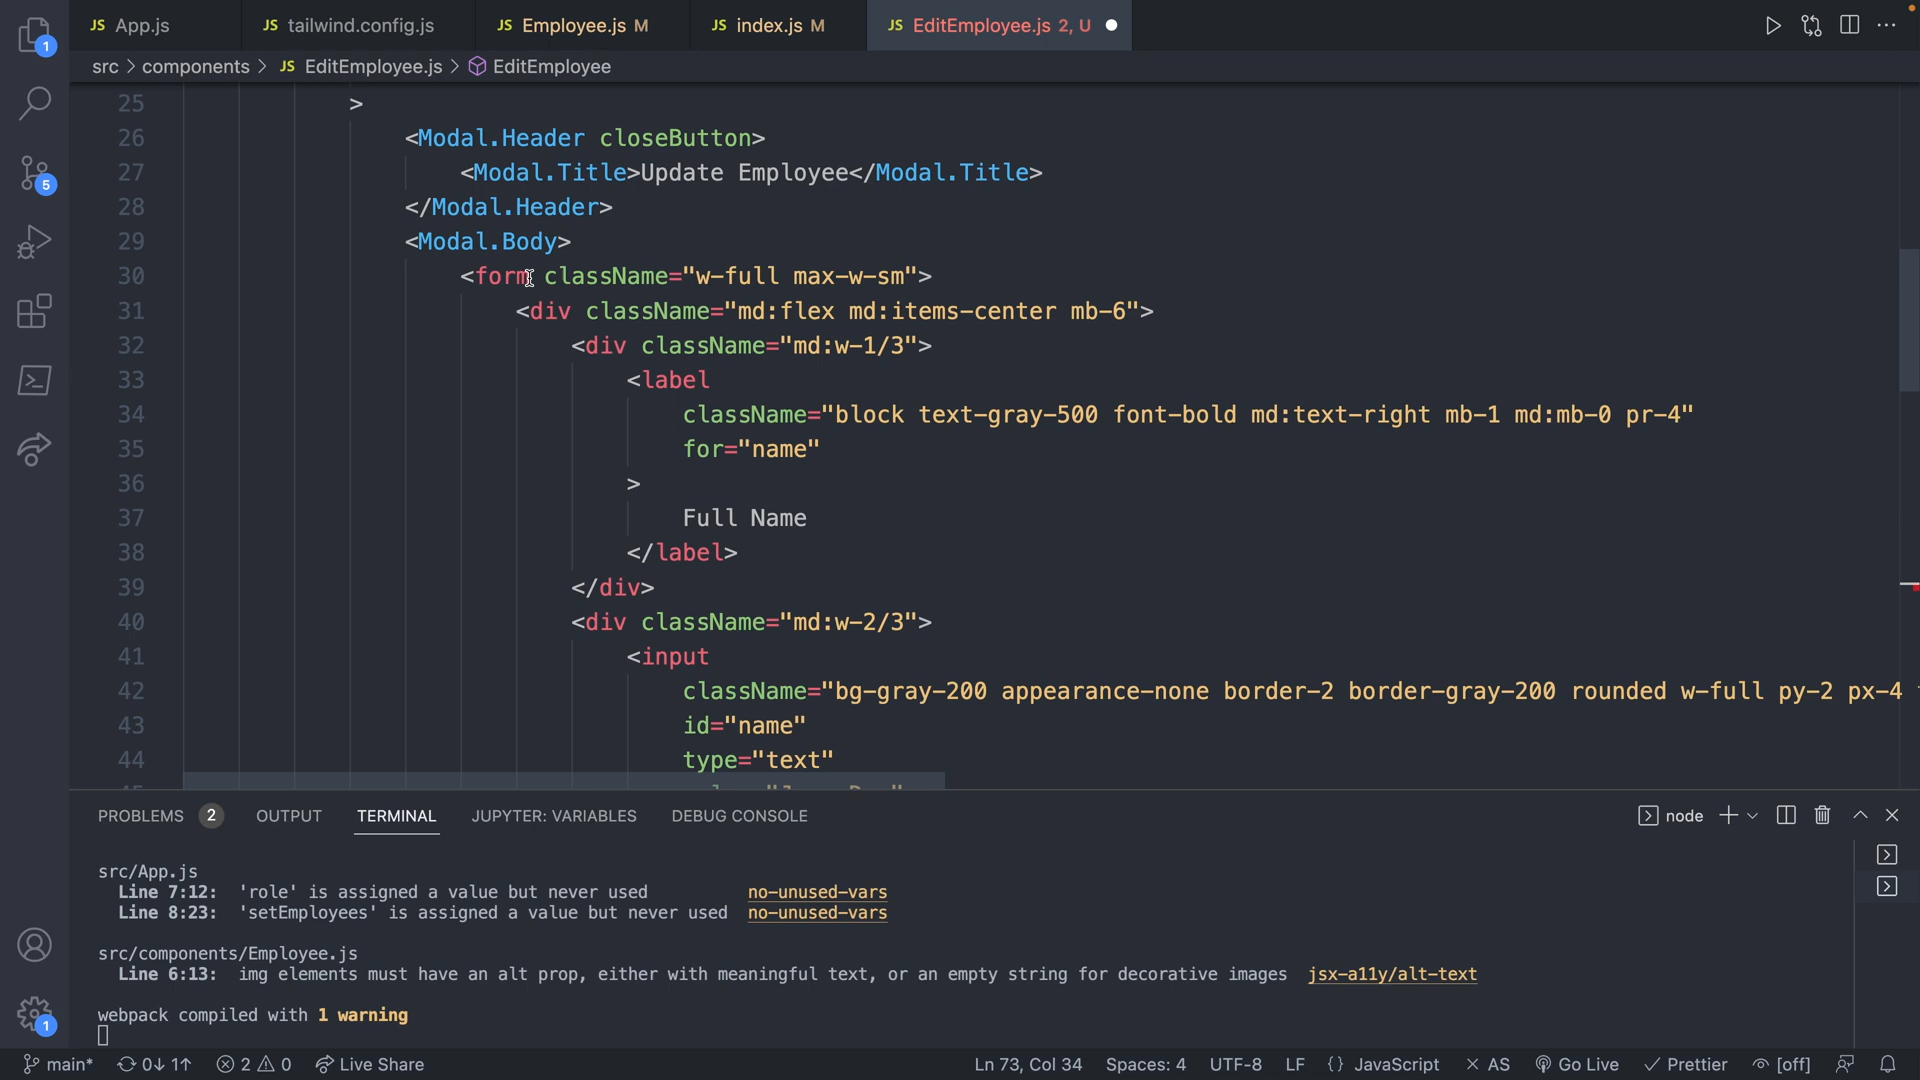 JS App.js
JS tailwind.config.js
JS Employee.js M
JS index.js M
JS EditEmployee.js 2, U
src > components > JS EditEmployee.js > EditEmployee
25 >
26 <Modal.Header closeButton>
27 <Modal.Title>Update Employee</Modal.Title>
28 </Modal.Header>
29 <Modal.Body>
30 <form className="w-full max-w-sm">
31 <div className="md:flex md:items-center mb-6">
32 <div className="md:w-1/3">
33 <label
34 className="block text-gray-500 font-bold md:text-right mb-1 md:mb-0 pr-4"
35 for="name"
36 >
37 Full Name
38 </label>
39 </div>
40 <div className="md:w-2/3">
41 <input
42 className="bg-gray-200 appearance-none border-2 border-gray-200 rounded w-full py-2 px-4
43 id="name"
44 type="text"
1
5
1
PROBLEMS 2 OUTPUT TERMINAL JUPYTER: VARIABLES DEBUG CONSOLE
node
src/App.js
Line 7:12: 'role' is assigned a value but never used no-unused-vars
Line 8:23: 'setEmployees' is assigned a value but never used no-unused-vars
src/components/Employee.js
Line 6:13: img elements must have an alt prop, either with meaningful text, or an empty string for decorative images jsx-a11y/alt-text
webpack compiled with 1 warning
main* 0↓ 1↑ 2 0 Live Share Ln 73, Col 34 Spaces: 4 UTF-8 LF {} JavaScript × AS Go Live ✓ Prettier [off]